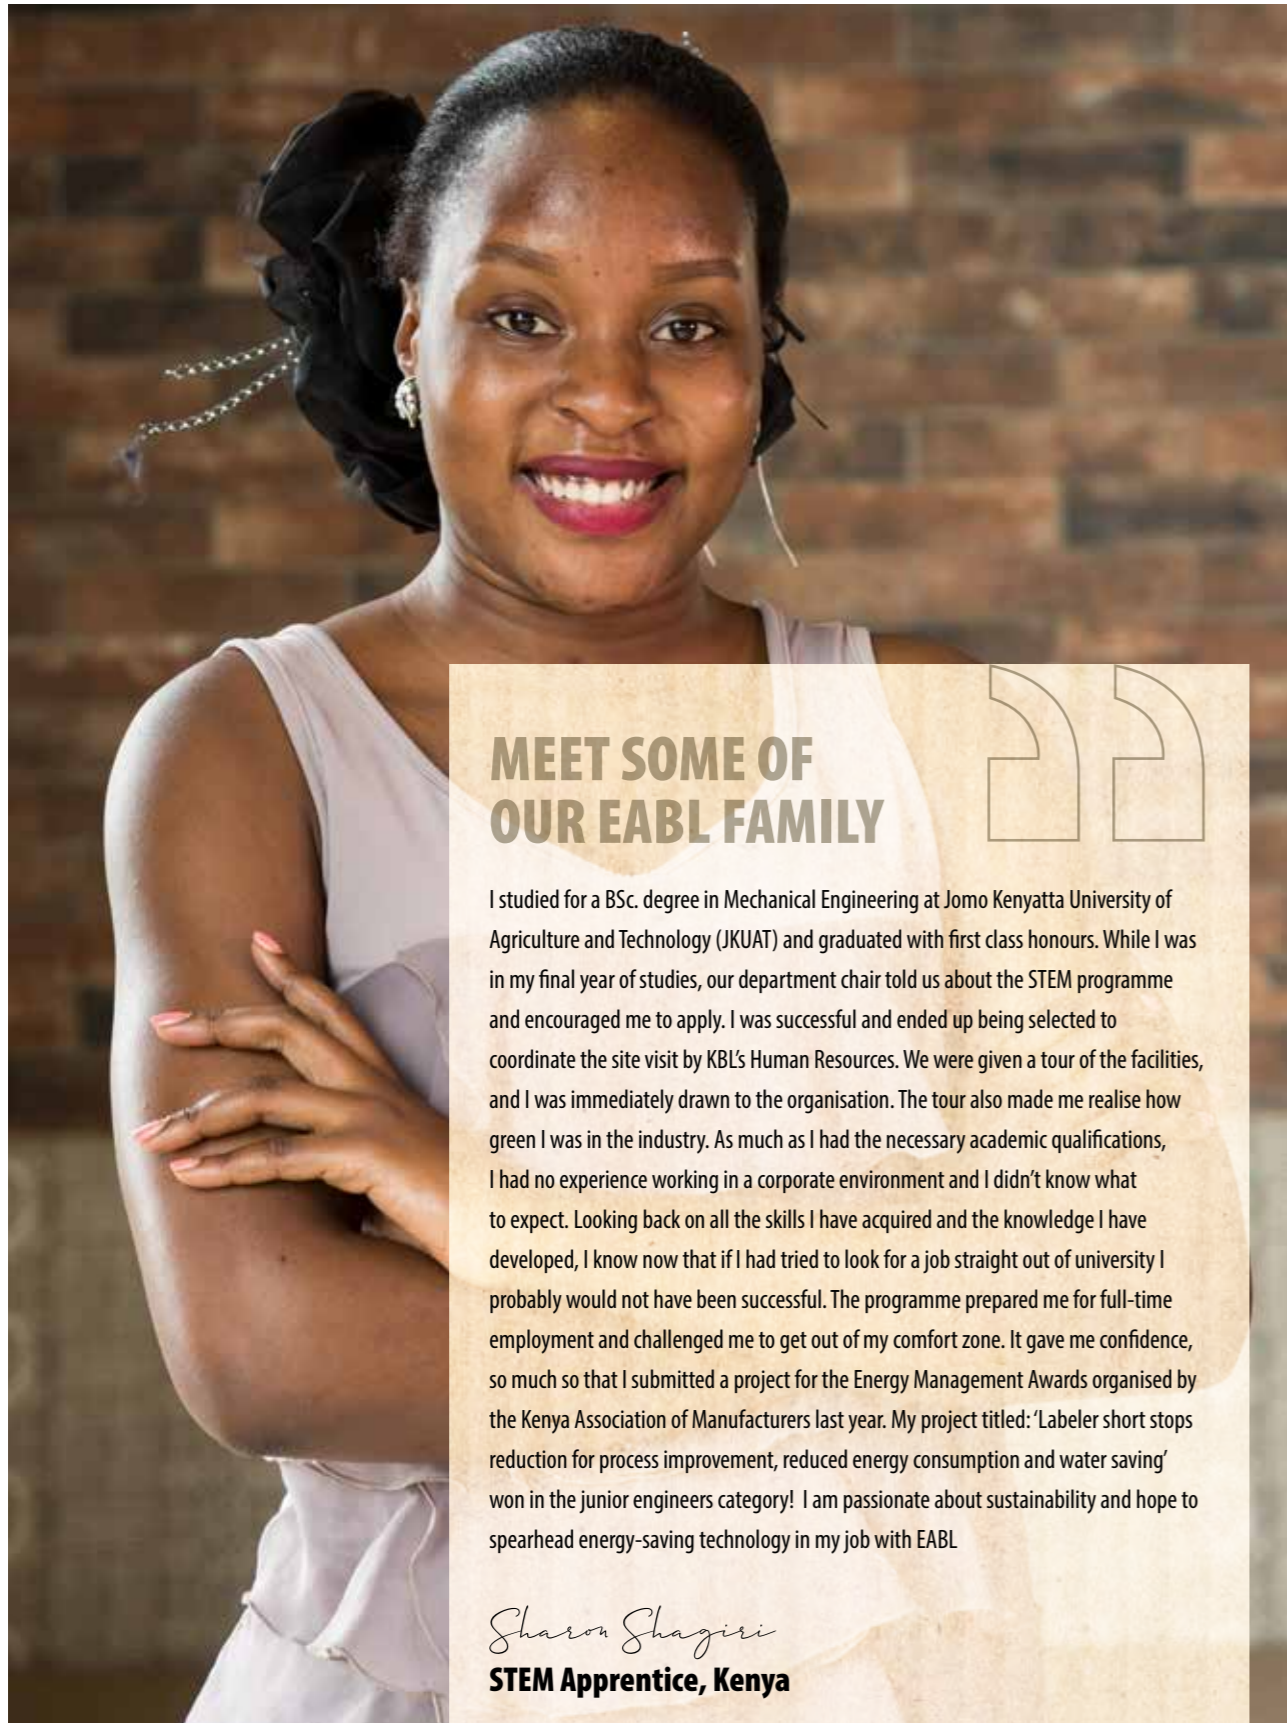 MEET SOME OF
OUR EABL FAMILY
I studied for a BSc. degree in Mechanical Engineering at Jomo Kenyatta University of
Agriculture and Technology (JKUAT) and graduated with first class honours. While I was
in my final year of studies, our department chair told us about the STEM programme
and encouraged me to apply. I was successful and ended up being selected to
coordinate the site visit by KBL’s Human Resources. We were given a tour of the facilities,
and I was immediately drawn to the organisation. The tour also made me realise how
green I was in the industry. As much as I had the necessary academic qualifications,
I had no experience working in a corporate environment and I didn’t know what
to expect. Looking back on all the skills I have acquired and the knowledge I have
developed, I know now that if I had tried to look for a job straight out of university I
probably would not have been successful. The programme prepared me for full-time
employment and challenged me to get out of my comfort zone. It gave me confidence,
so much so that I submitted a project for the Energy Management Awards organised by
the Kenya Association of Manufacturers last year. My project titled: ‘Labeler short stops
reduction for process improvement, reduced energy consumption and water saving’
won in the junior engineers category!  I am passionate about sustainability and hope to
spearhead energy-saving technology in my job with EABL
Sharon Shagiri
STEM Apprentice, Kenya